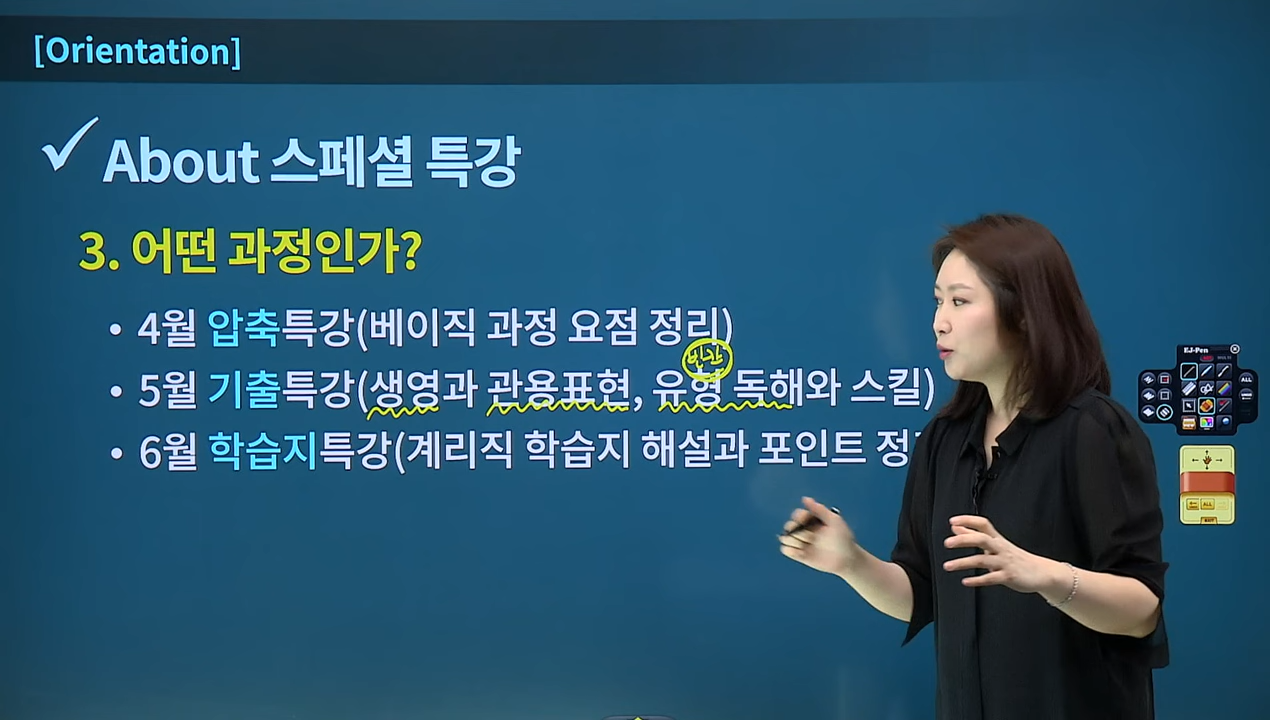 [Orientation]
About 스페셜 특강
3. 어떤 과정인가?
• 4월 압축특강(베이직 과정 요점 정리)
빈칸
• 5월 기출특강(생영과 관용표현, 유형 독해와 스킬)
• 6월 학습지특강(계리직 학습지 해설과 포인트
EJ-Pen
ALL
ALL
EXIT